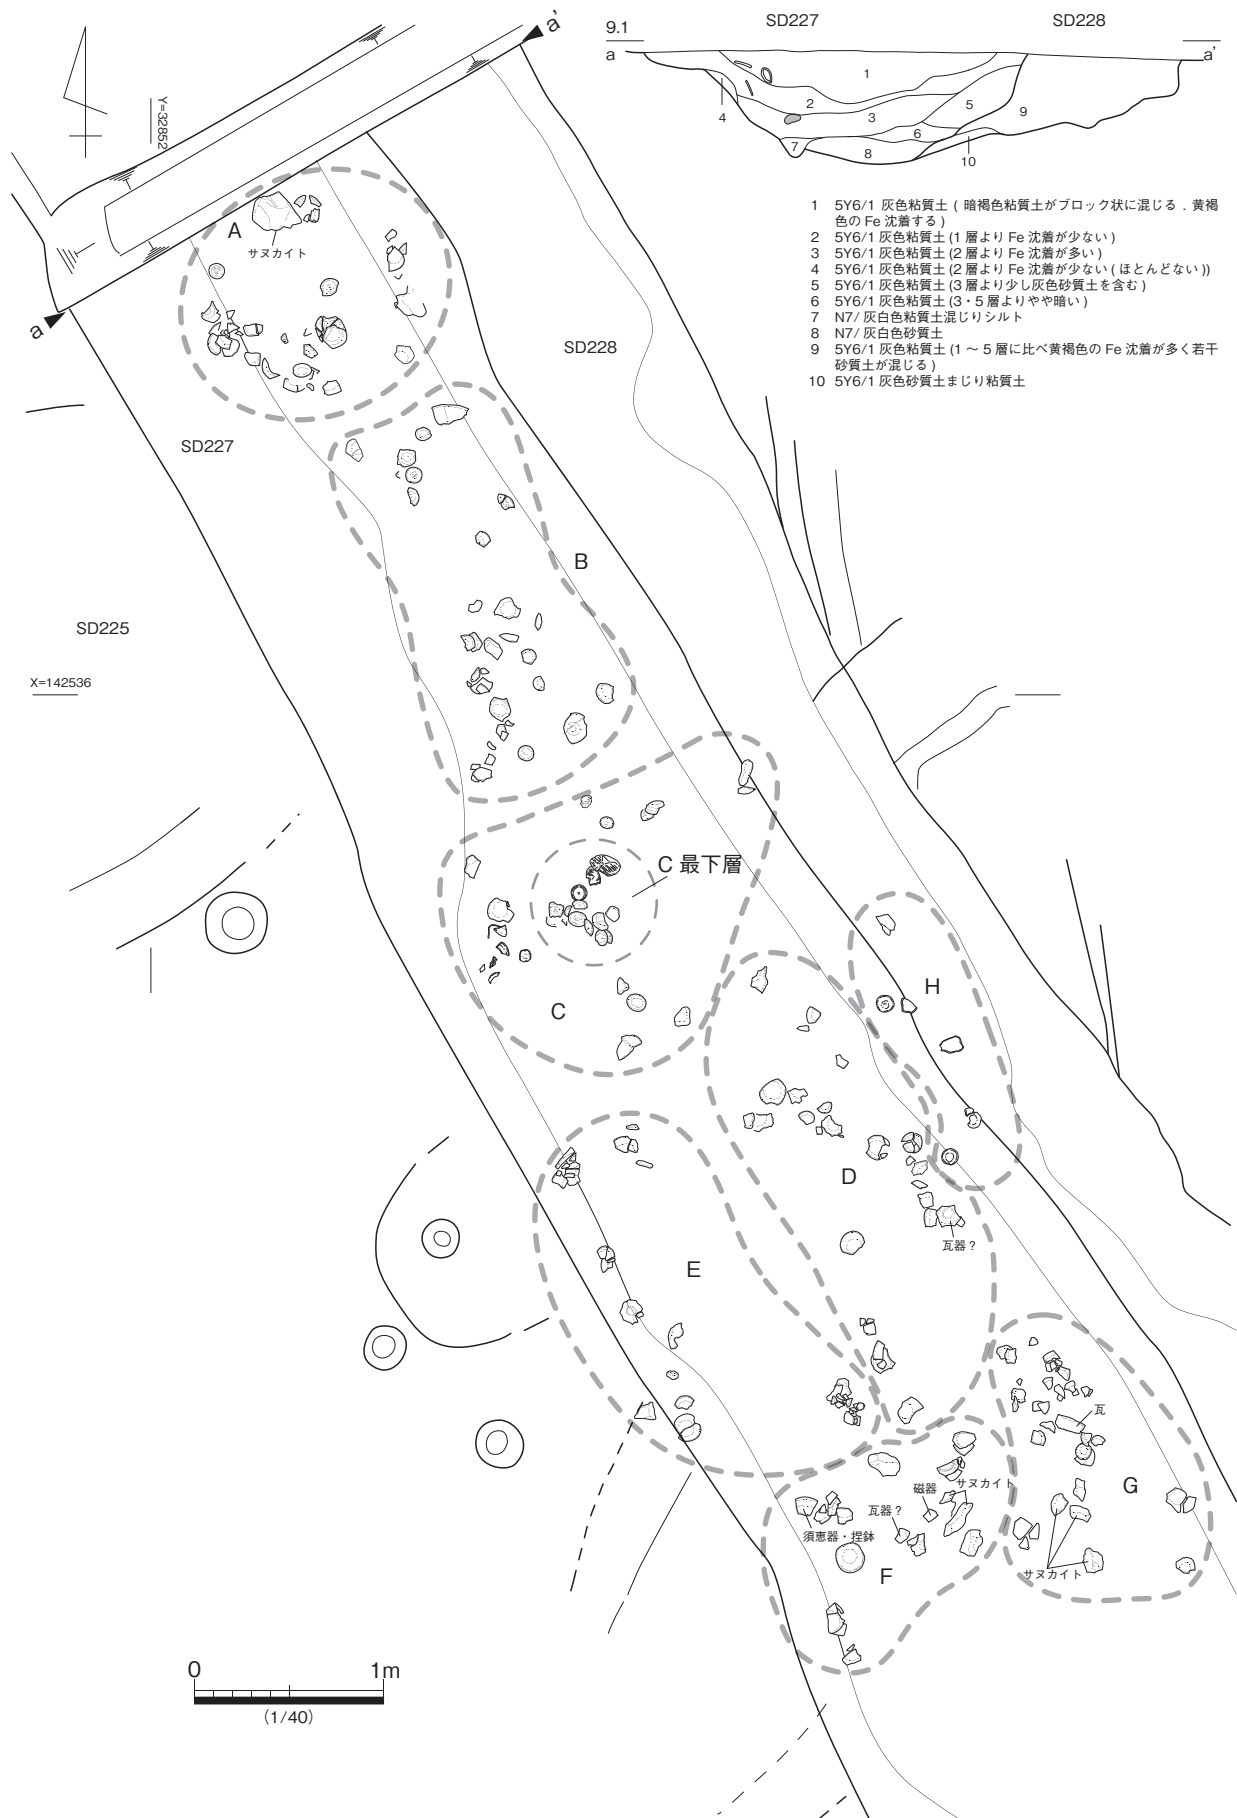 SD227
SD228
9.1
a
a'
1
2
3
4
5
6
7
8
9
10
1 5Y6/1 灰色粘質土 ( 暗褐色粘質土がブロック状に混じる . 黄褐
色の Fe 沈着する )
2 5Y6/1 灰色粘質土 (1 層より Fe 沈着が少ない )
3 5Y6/1 灰色粘質土 (2 層より Fe 沈着が多い )
4 5Y6/1 灰色粘質土 (2 層より Fe 沈着が少ない ( ほとんどない ))
5 5Y6/1 灰色粘質土 (3 層より少し灰色砂質土を含む )
6 5Y6/1 灰色粘質土 (3・5 層よりやや暗い )
7 N7/ 灰白色粘質土混じりシルト
8 N7/ 灰白色砂質土
9 5Y6/1 灰色粘質土 (1 ～ 5 層に比べ黄褐色の Fe 沈着が多く若干
砂質土が混じる )
10 5Y6/1 灰色砂質土まじり粘質土
a'
Y=32852
A
サヌカイト
a
SD228
SD227
B
SD225
X=142536
C 最下層
H
C
D
瓦器？
E
瓦
G
サヌカイト
磁器
瓦器？
須恵器・捏鉢
サヌカイト
F
0
1m
(1/40)